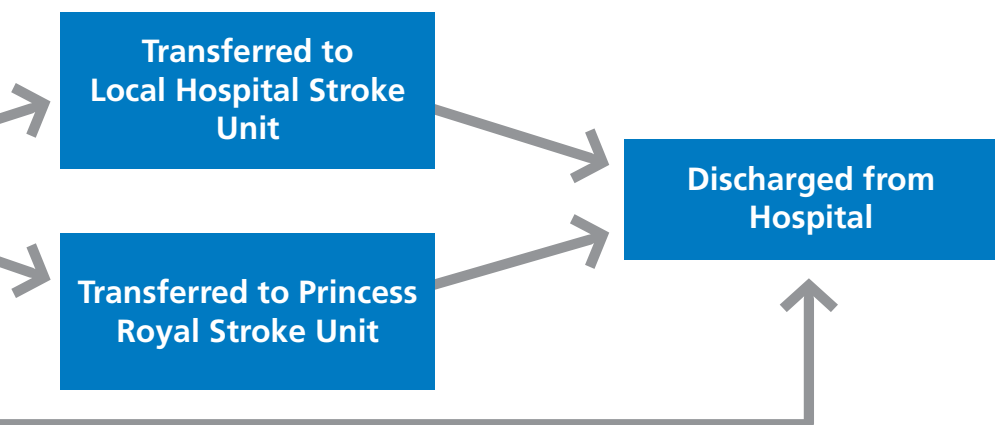 Transferred to
Local Hospital Stroke
Unit
Discharged from
Hospital
Transferred to Princess
Royal Stroke Unit